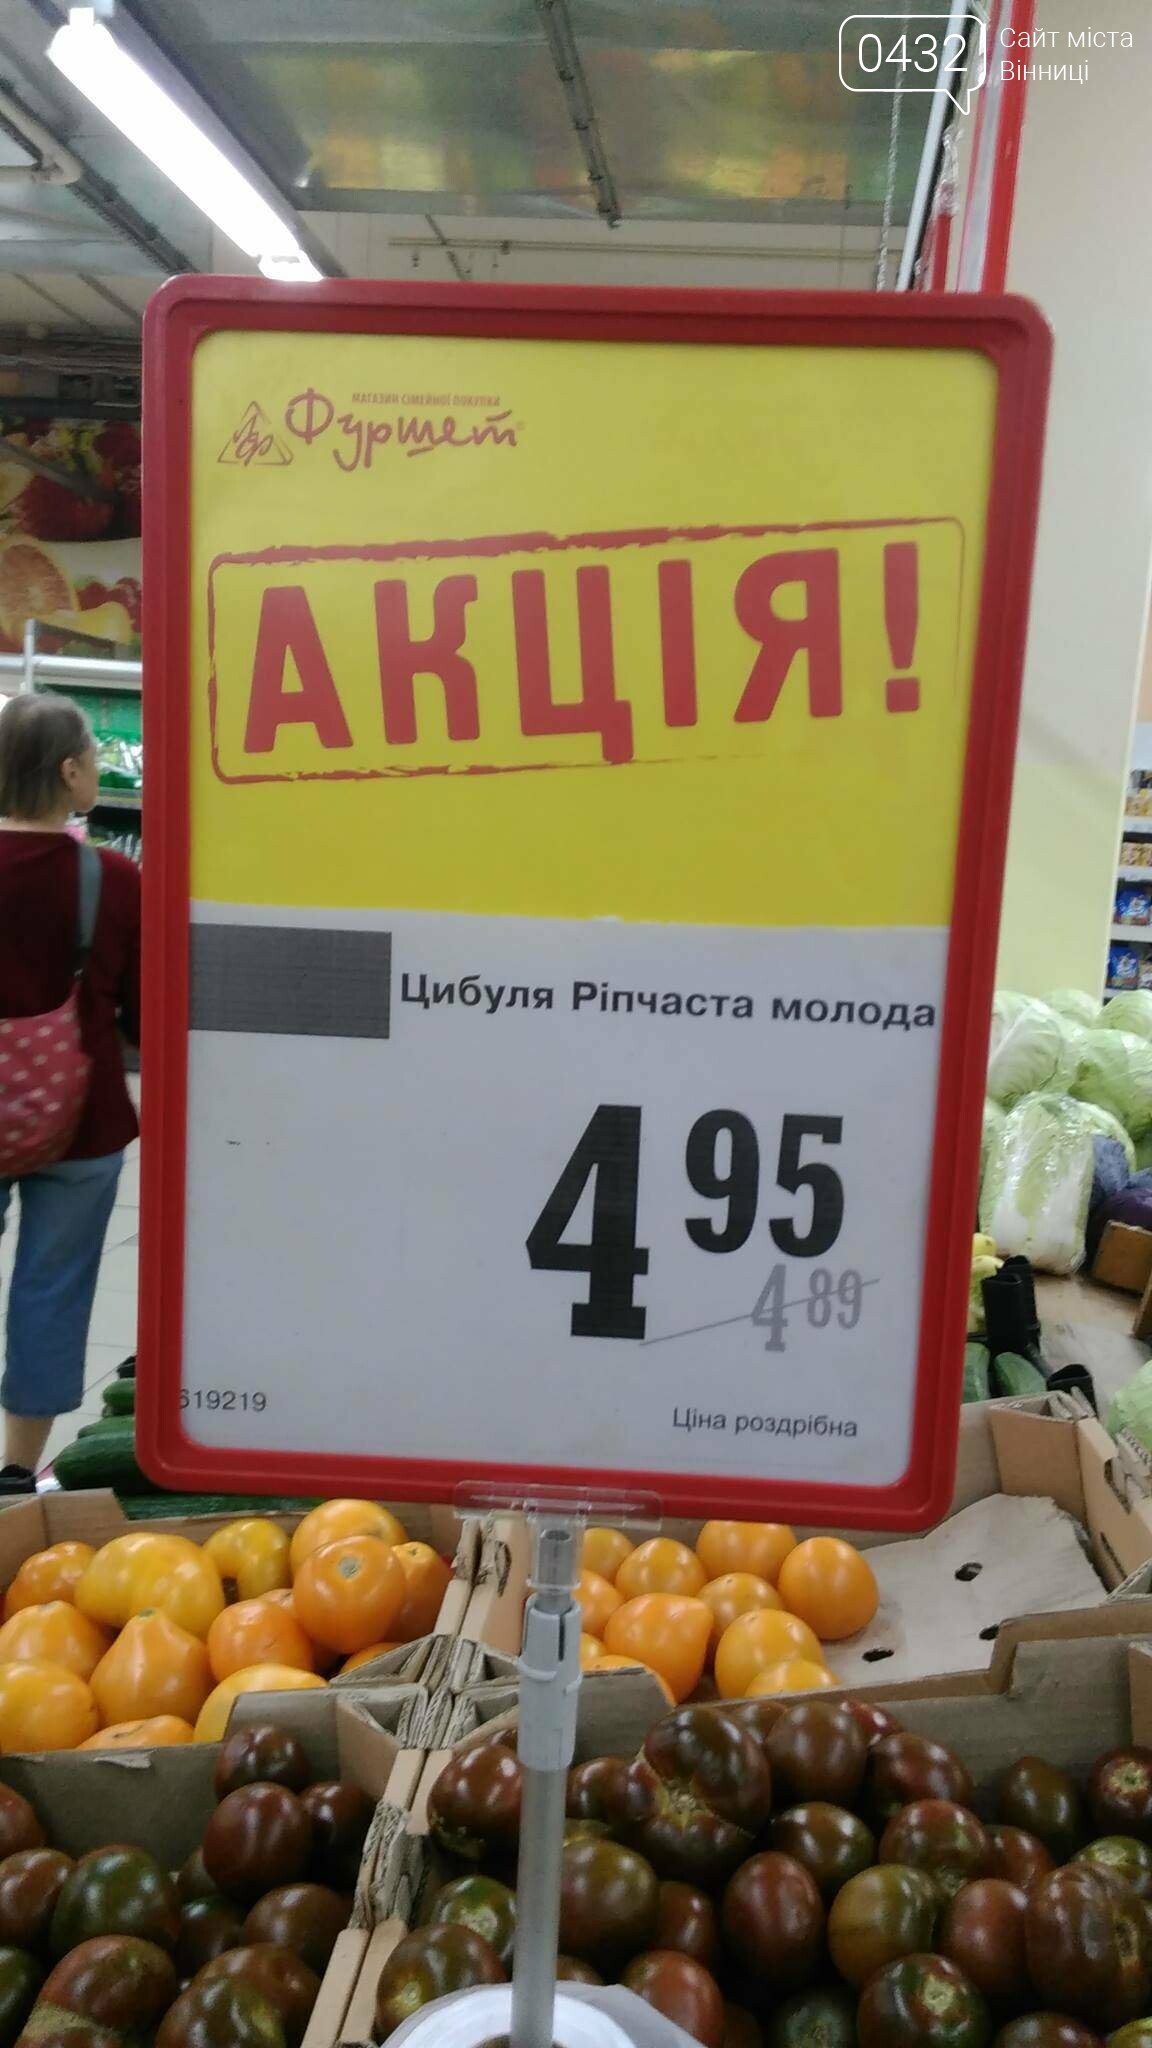 0432
Сайт міста
Вінниці
МАГАЗИН СІМЕЙНОЇ ПОКУПКИ
Фуршет
АКЦІЯ!
Цибуля Ріпчаста молода
4 95
4 89
619219
Ціна роздрібна